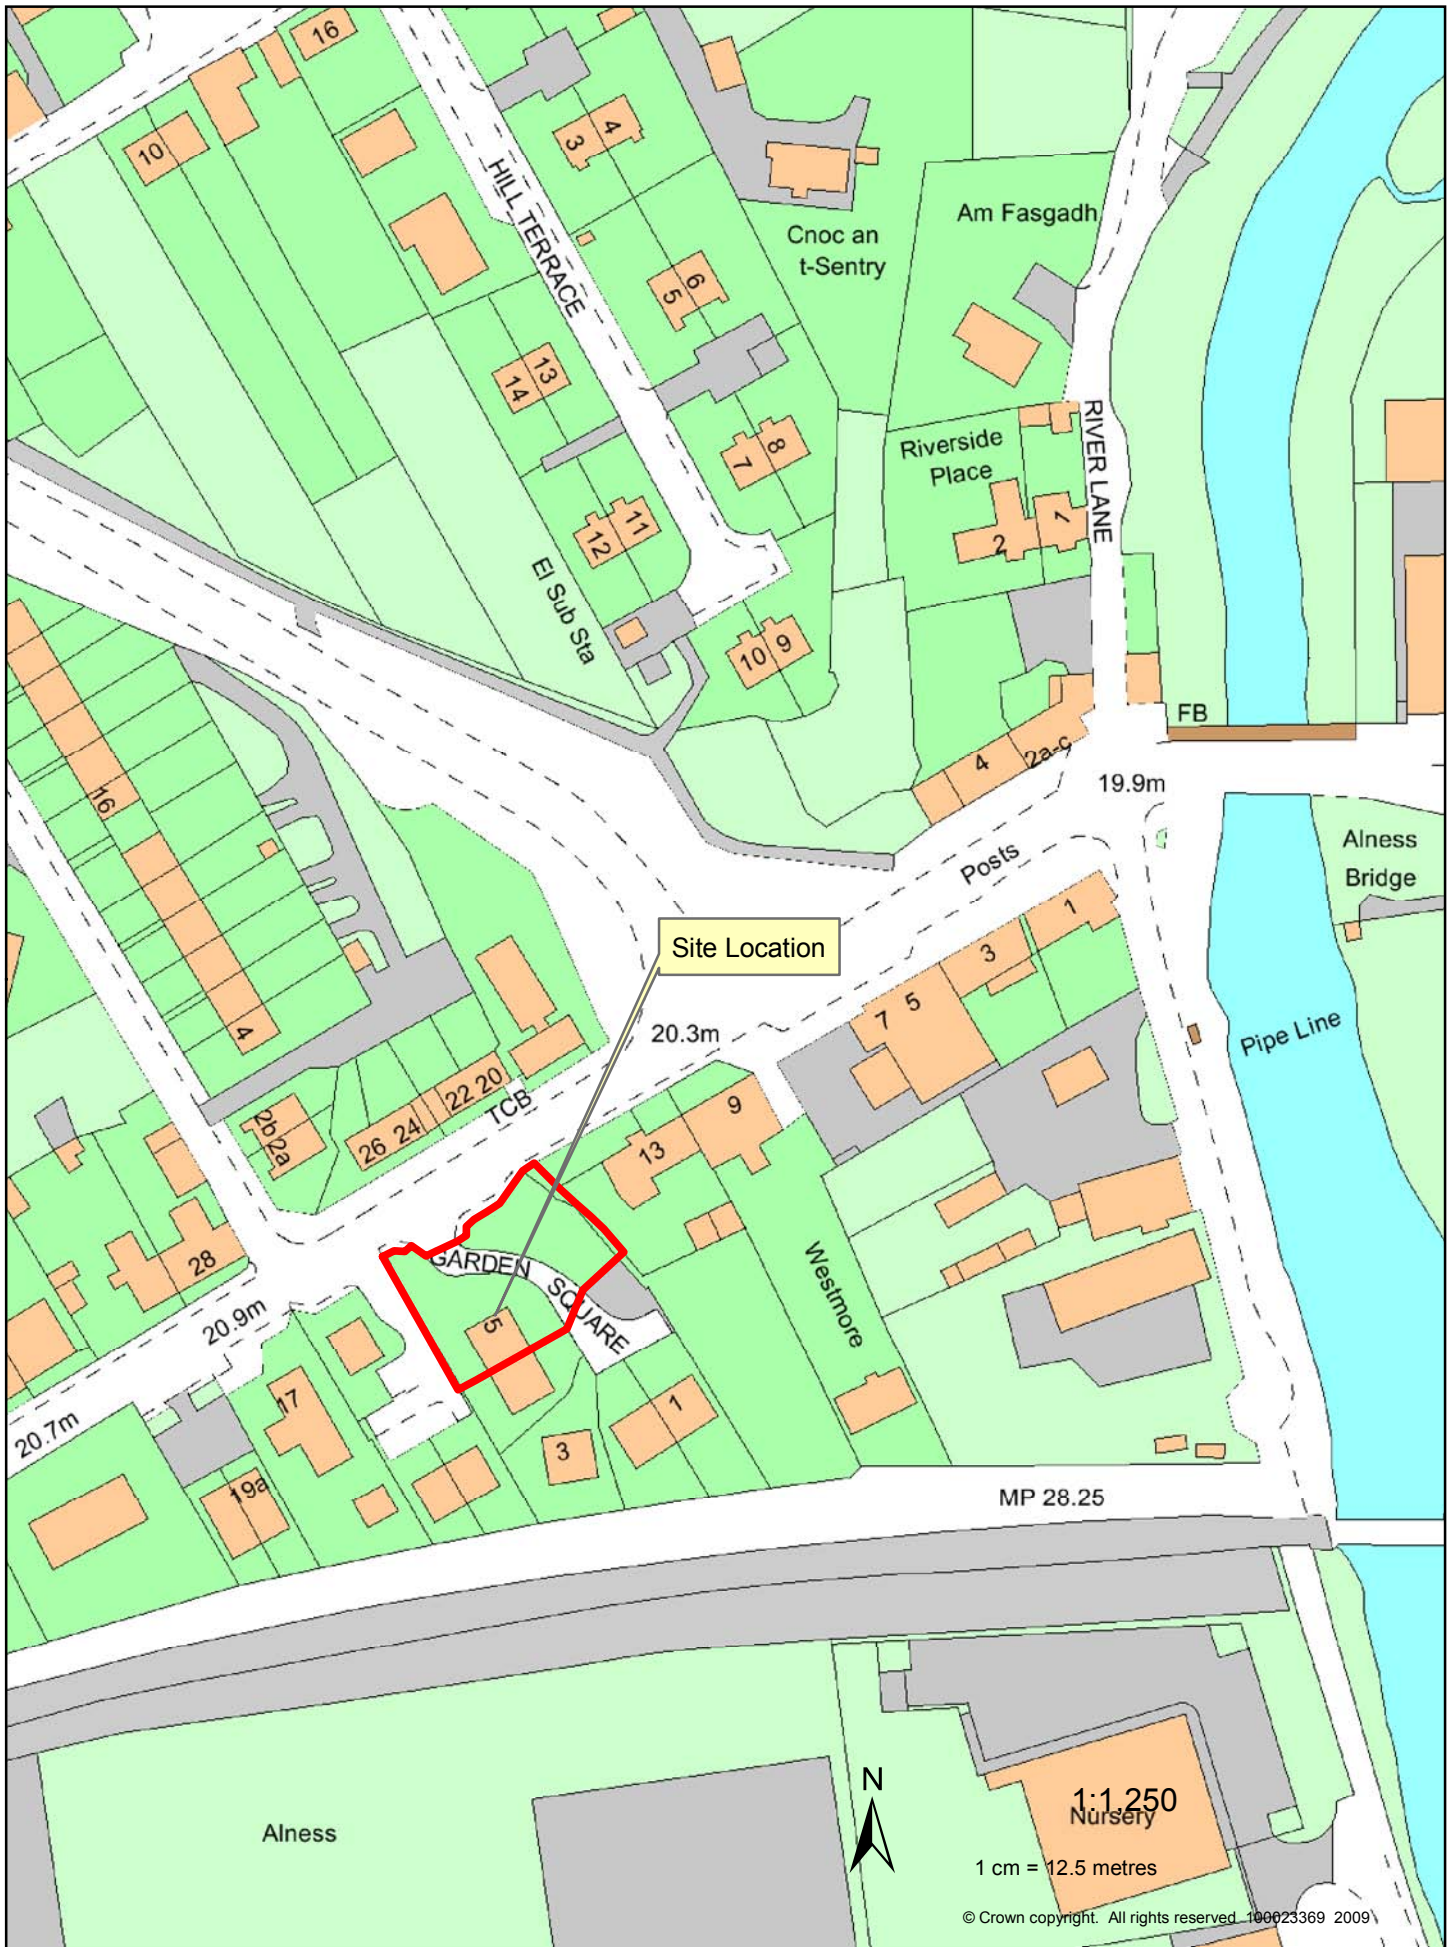 16
10
3
4
HILL TERRACE
Cnoc an
t-Sentry
Am Fasgadh
5
6
14
13
7
8
Riverside
Place
RIVER LANE
2
1
12
11
El Sub Sta
10
9
FB
4
2a-c
19.9m
16
Posts
Alness
Bridge
1
Site Location
3
5
7
4
20.3m
Pipe Line
22 20
TCB
26 24
2b2a
9
13
28
GARDEN SQUARE
Westmore
20.9m
5
17
1
3
20.7m
19a
MP 28.25
N
1:1,250
Nursery
Alness
1 cm = 12.5 metres
© Crown copyright. All rights reserved 100023369 2009